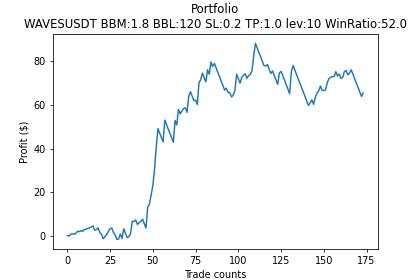 Portfolio
WAVESUSDT BBM:1.8 BBL:120 SL:0.2 TP:1.0 lev:10 WinRatio:52.0
Profit ($)
80
60
40
20
0
0 25 50 75 100 125 150 175
Trade counts